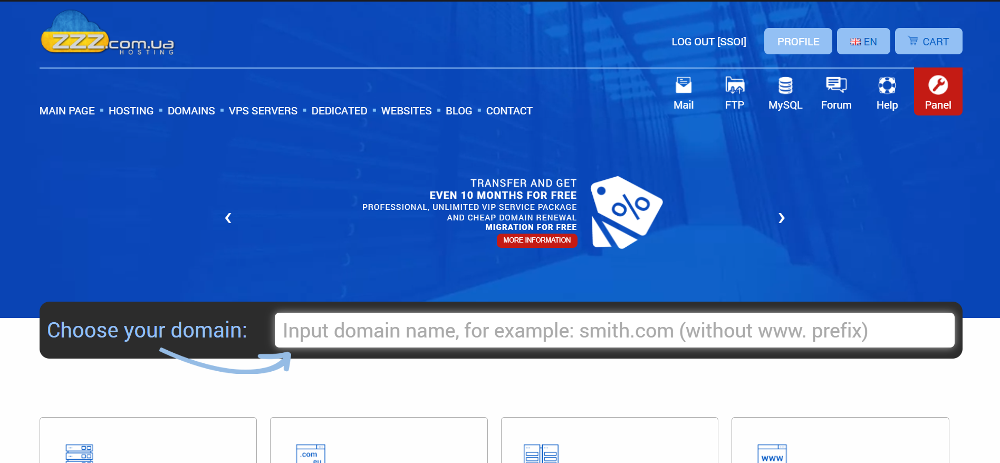 zzz.com.ua
HOSTING
LOG OUT [SSOI]
PROFILE
EN
CART
MAIN PAGE
HOSTING
DOMAINS
VPS SERVERS
DEDICATED
WEBSITES
BLOG
CONTACT
Mail
FTP
MySQL
Forum
Help
Panel
TRANSFER AND GET
EVEN 10 MONTHS FOR FREE
PROFESSIONAL, UNLIMITED VIP SERVICE PACKAGE
AND CHEAP DOMAIN RENEWAL
MIGRATION FOR FREE
MORE INFORMATION
%
Choose your domain:
Input domain name, for example: smith.com (without www. prefix)
.com
eu
www